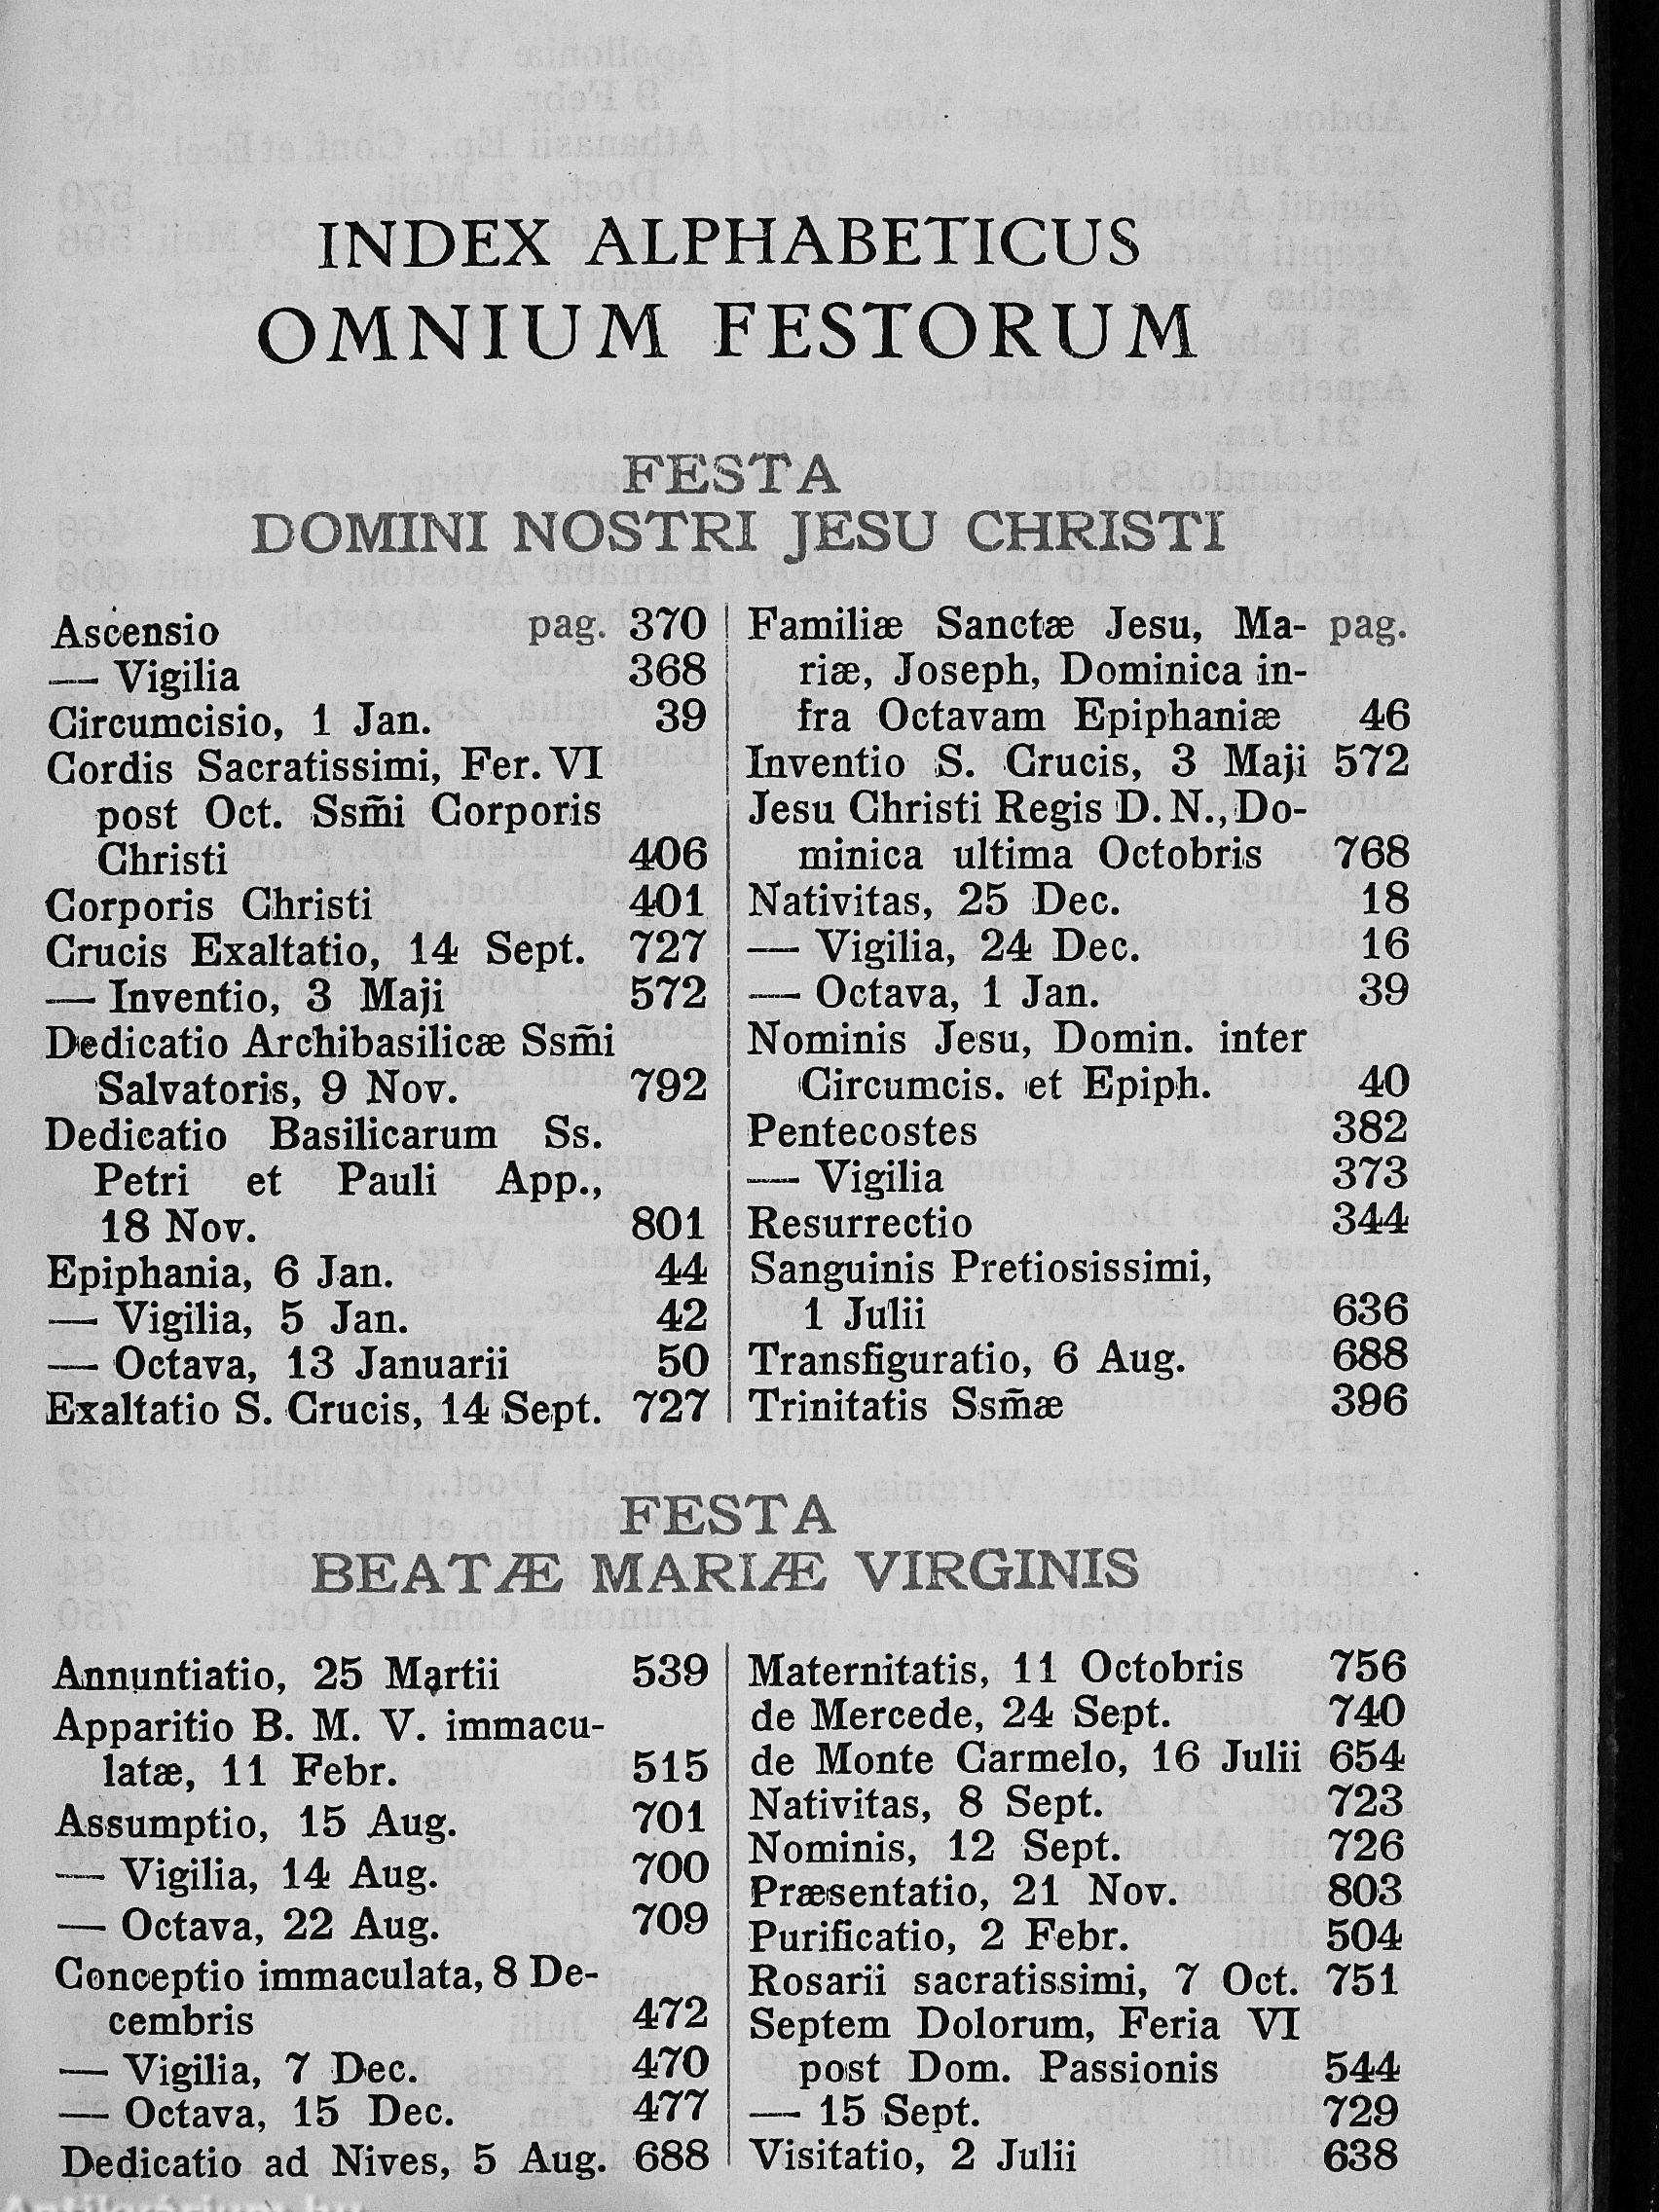 INDEX ALPHABETICUS
OMNIUM FESTORUM
FESTA
DOMINI NOSTRI JESU CHRISTI
Ascensio pag. 370
— Vigilia 368
Circumcisio, 1 Jan. 39
Cordis Sacratissimi, Fer. VI
post Oct. Ssm̃i Corporis
Christi 406
Corporis Christi 401
Crucis Exaltatio, 14 Sept. 727
— Inventio, 3 Maji 572
Dedicatio Archibasilicæ Ssm̃i
Salvatoris, 9 Nov. 792
Dedicatio Basilicarum Ss.
Petri et Pauli App.,
18 Nov. 801
Epiphania, 6 Jan. 44
— Vigilia, 5 Jan. 42
— Octava, 13 Januarii 50
Exaltatio S. Crucis, 14 Sept. 727
Familiæ Sanctæ Jesu, Ma- pag.
riæ, Joseph, Dominica in-
fra Octavam Epiphaniæ 46
Inventio S. Crucis, 3 Maji 572
Jesu Christi Regis D. N., Do-
minica ultima Octobris 768
Nativitas, 25 Dec. 18
— Vigilia, 24 Dec. 16
— Octava, 1 Jan. 39
Nominis Jesu, Domin. inter
Circumcis. et Epiph. 40
Pentecostes 382
— Vigilia 373
Resurrectio 344
Sanguinis Pretiosissimi,
1 Julii 636
Transfiguratio, 6 Aug. 688
Trinitatis Ssm̃æ 396
FESTA
BEATÆ MARIÆ VIRGINIS
Annuntiatio, 25 Martii 539
Apparitio B. M. V. immacu-
latæ, 11 Febr. 515
Assumptio, 15 Aug. 701
— Vigilia, 14 Aug. 700
— Octava, 22 Aug. 709
Conceptio immaculata, 8 De-
cembris 472
— Vigilia, 7 Dec. 470
— Octava, 15 Dec. 477
Dedicatio ad Nives, 5 Aug. 688
Maternitatis, 11 Octobris 756
de Mercede, 24 Sept. 740
de Monte Carmelo, 16 Julii 654
Nativitas, 8 Sept. 723
Nominis, 12 Sept. 726
Præsentatio, 21 Nov. 803
Purificatio, 2 Febr. 504
Rosarii sacratissimi, 7 Oct. 751
Septem Dolorum, Feria VI
post Dom. Passionis 544
— 15 Sept. 729
Visitatio, 2 Julii 638